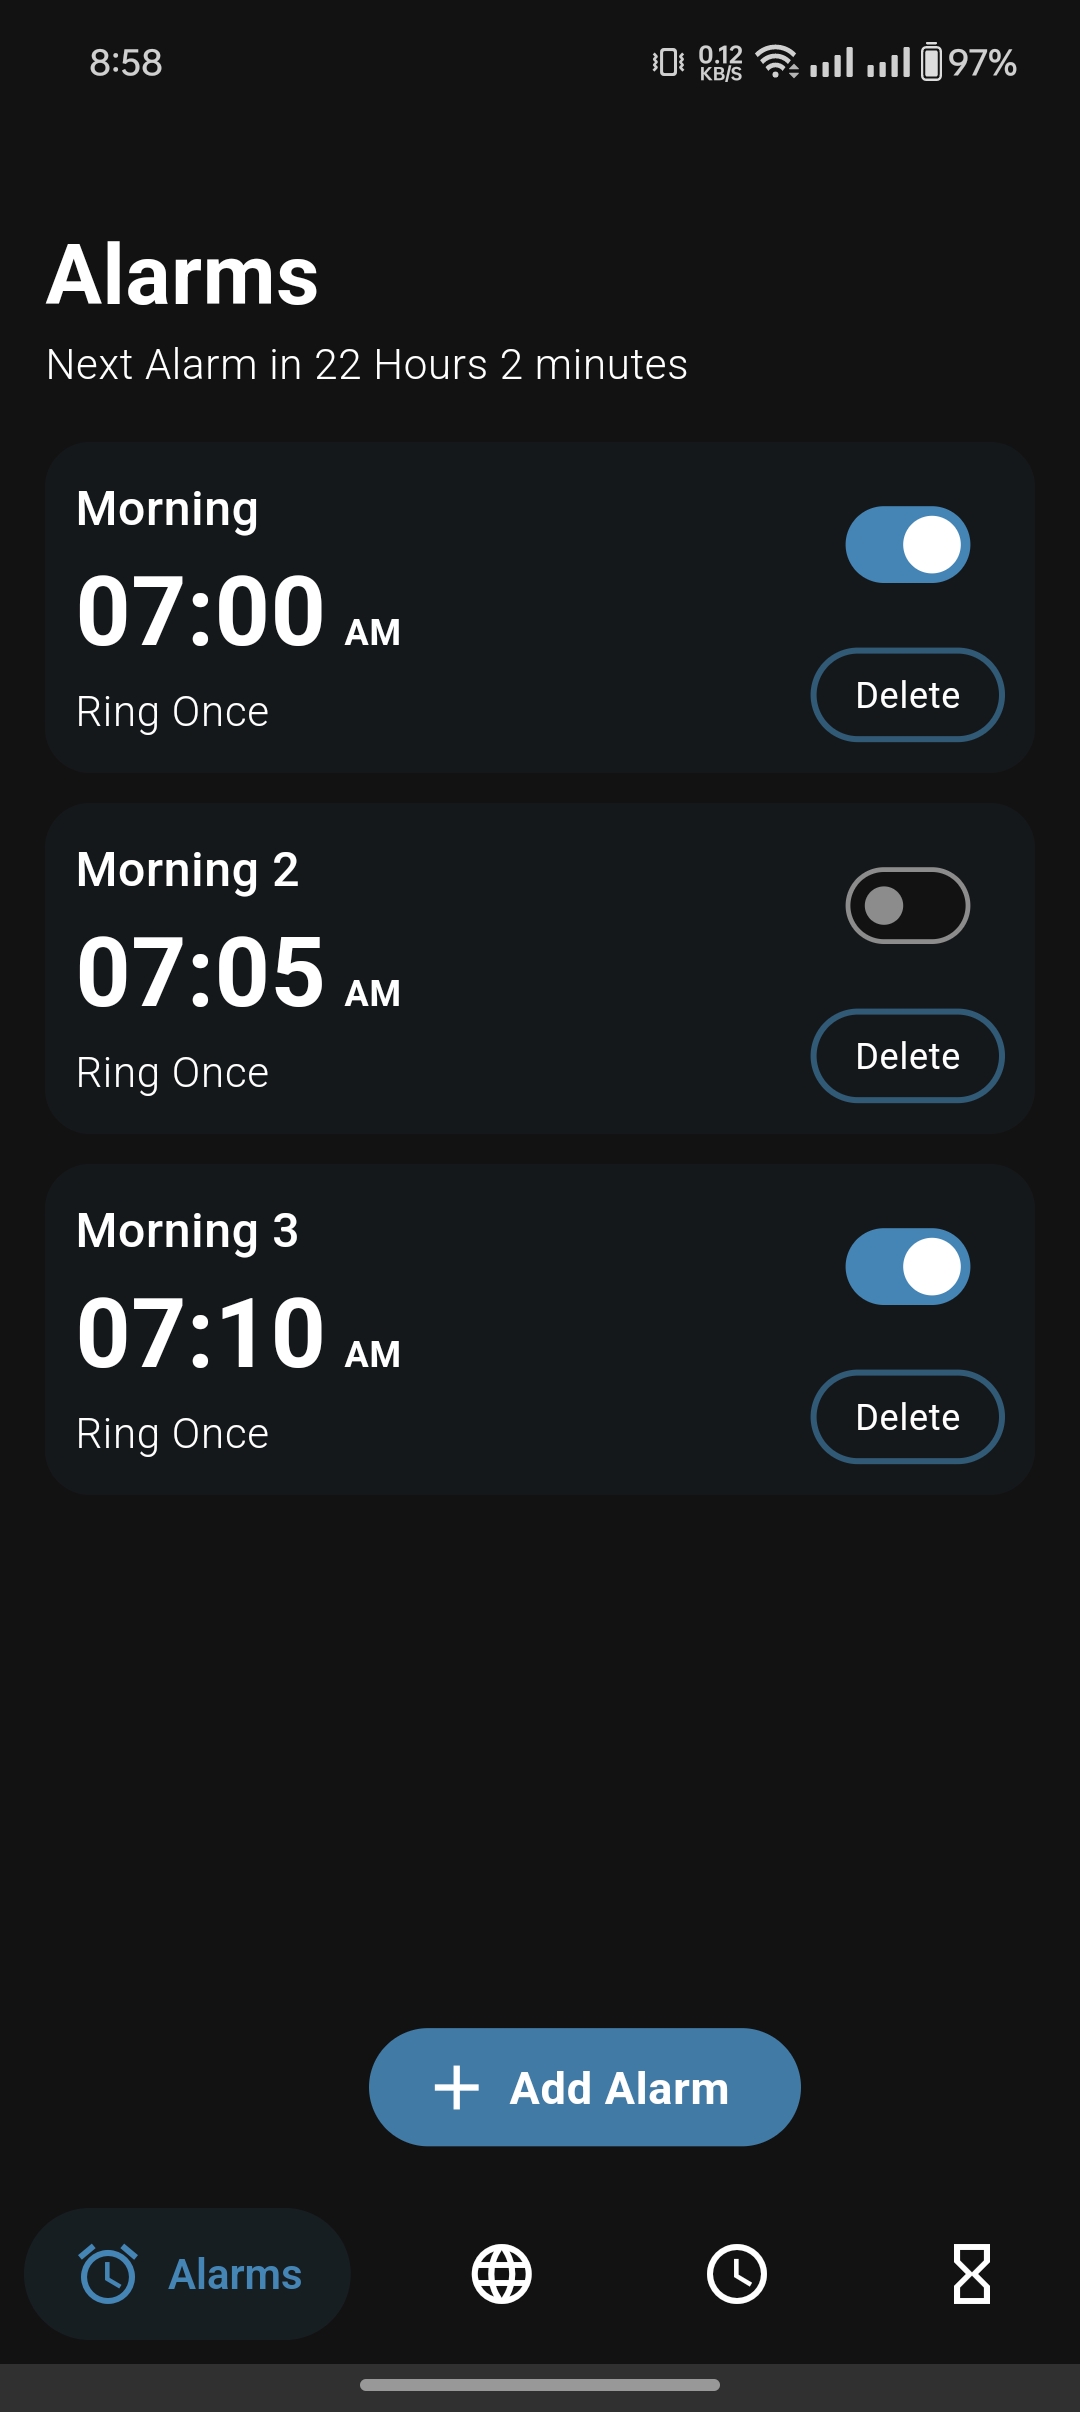 8:58
0.12
KB/S
97%
Alarms
Next Alarm in 22 Hours 2 minutes
Morning
07:00 AM
Ring Once
Delete
Morning 2
07:05 AM
Ring Once
Delete
Morning 3
07:10 AM
Ring Once
Delete
Add Alarm
Alarms